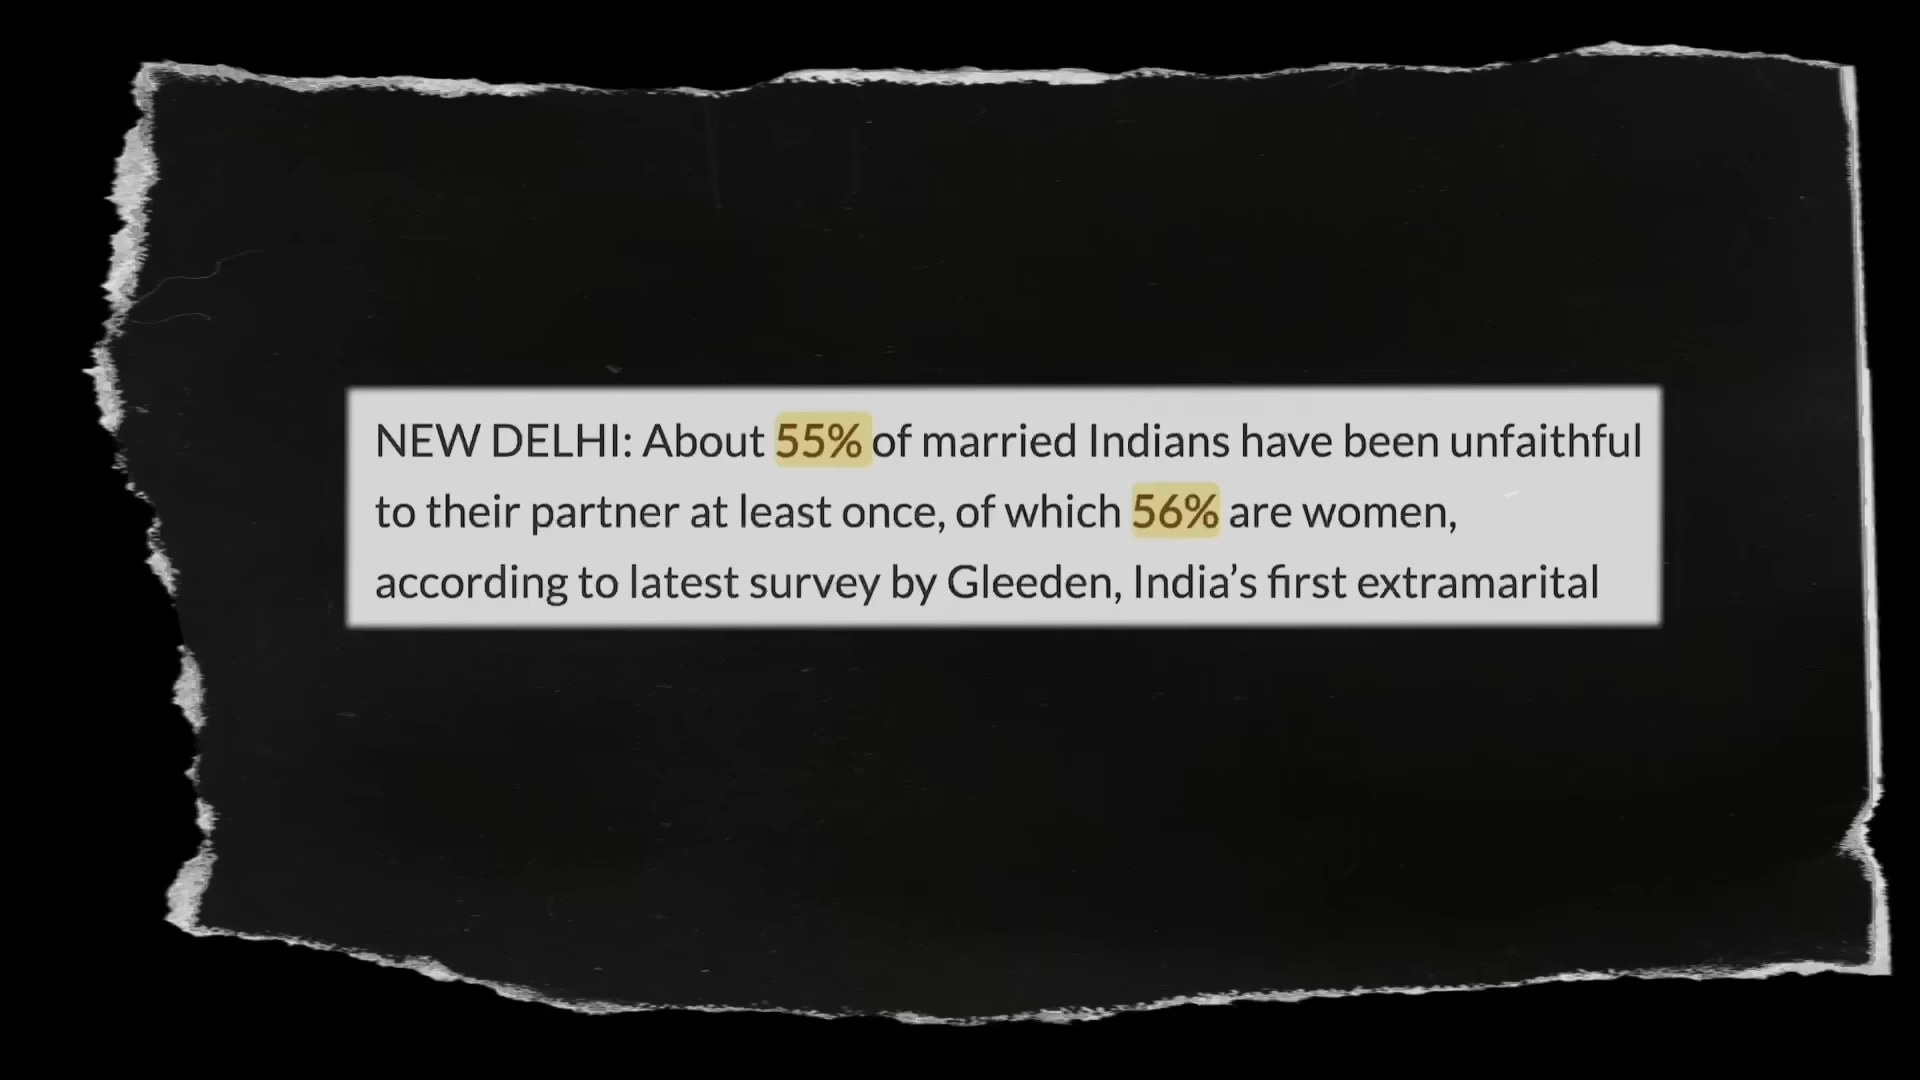 NEW DELHI: About 55% of married Indians have been unfaithful
to their partner at least once, of which 56% are women,
according to latest survey by Gleeden, India’s first extramarital